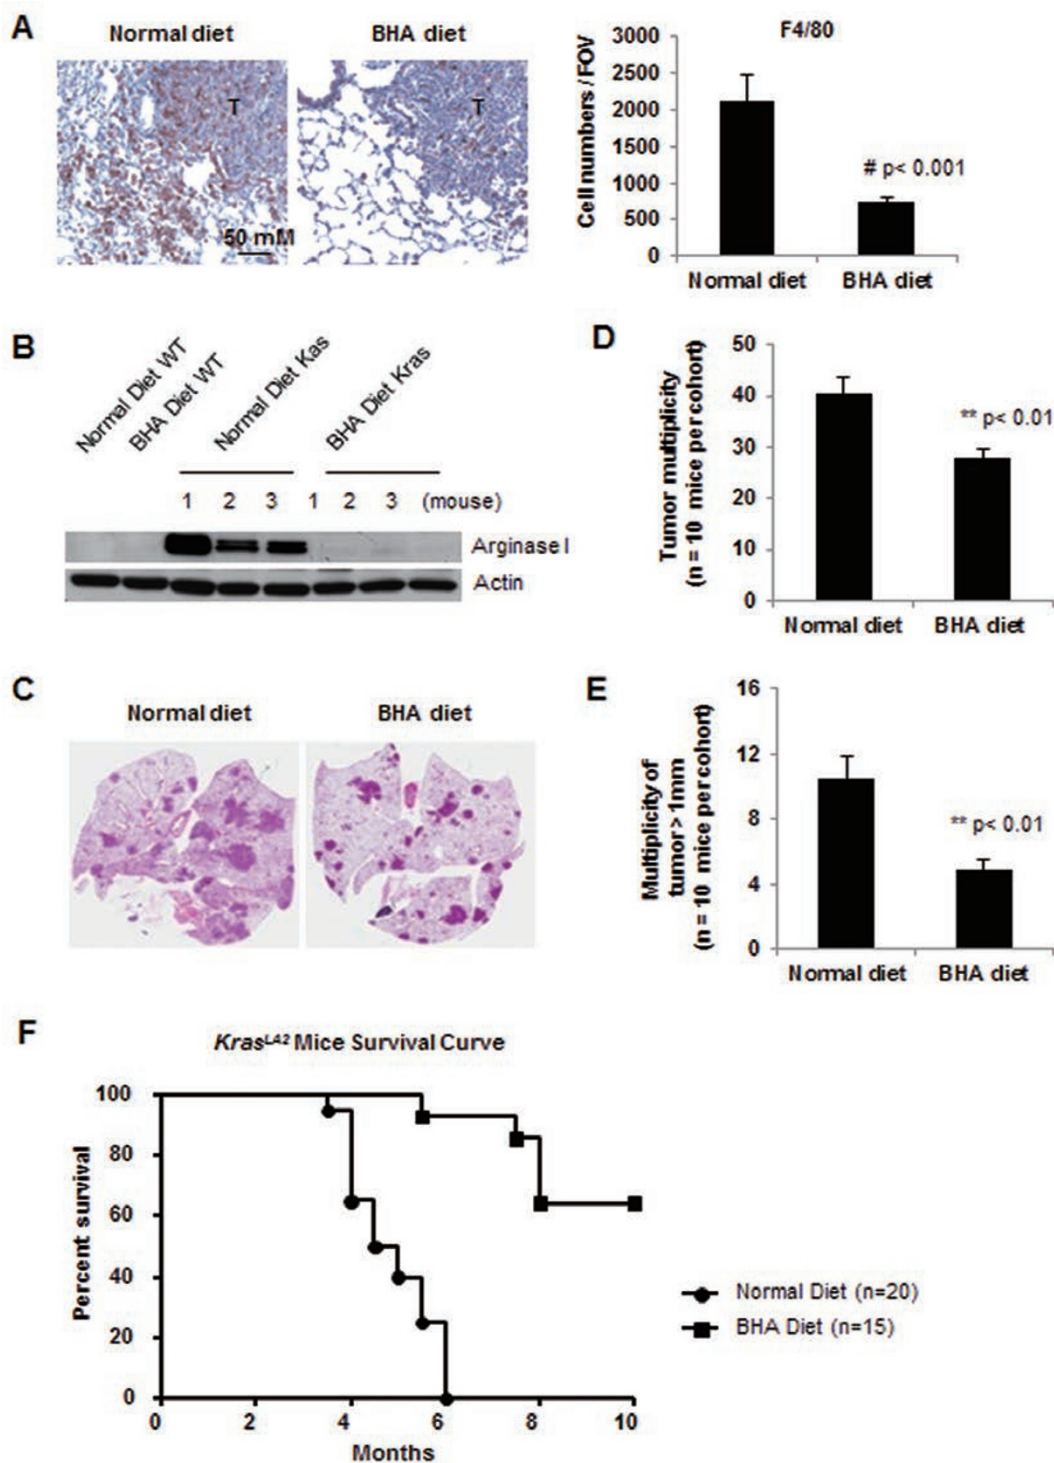 A
Normal diet
BHA diet
T
T
50 mM
F4/80
Cell numbers / FOV
3000
2500
2000
1500
1000
500
0
# p< 0.001
Normal diet
BHA diet
B
Normal Diet WT
BHA Diet WT
Normal Diet Kas
BHA Diet Kras
1 2 3 1 2 3 (mouse)
Arginase I
Actin
D
Tumor multiplicity
(n = 10 mice per cohort)
50
40
30
20
10
0
** p< 0.01
Normal diet
BHA diet
C
Normal diet
BHA diet
E
Multiplicity of
tumor > 1mm
(n = 10 mice per cohort)
16
12
8
4
0
** p< 0.01
Normal diet
BHA diet
F
Kras^LA2 Mice Survival Curve
Percent survival
100
80
60
40
20
0
0 2 4 6 8 10
Months
Normal Diet (n=20)
BHA Diet (n=15)